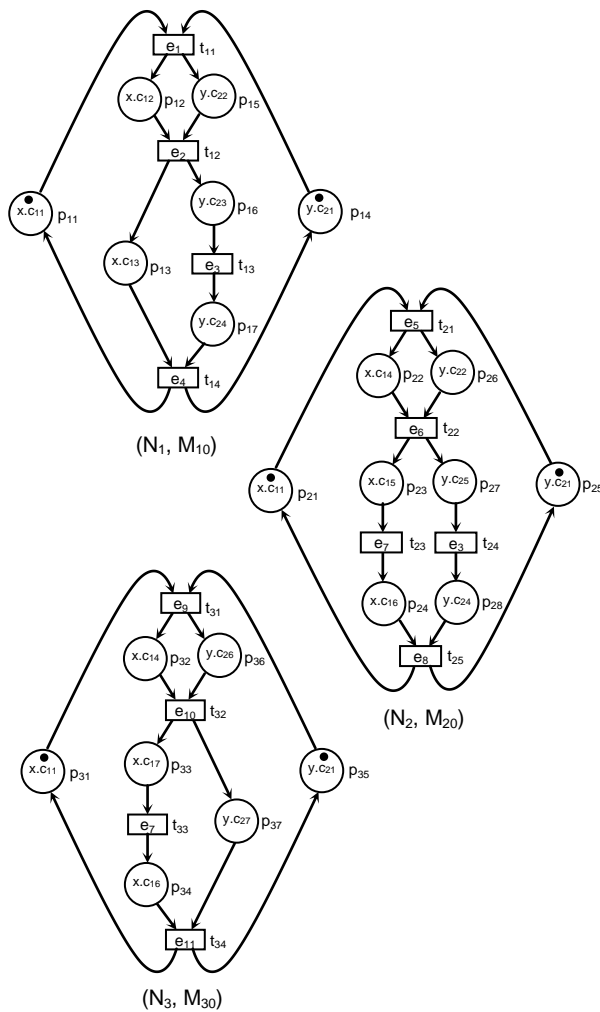 e₁ t₁₁
x.c₁₂ p₁₂ y.c₂₂ p₁₅
e₂ t₁₂
x.c₁₁ p₁₁ y.c₂₃ p₁₆ y.c₂₁ p₁₄
x.c₁₃ p₁₃ e₃ t₁₃
y.c₂₄ p₁₇
e₄ t₁₄
(N₁, M₁₀)
e₅ t₂₁
x.c₁₄ p₂₂ y.c₂₂ p₂₆
e₆ t₂₂
x.c₁₁ p₂₁ x.c₁₅ p₂₃ y.c₂₅ p₂₇ y.c₂₁ p₂₅
e₇ t₂₃ e₃ t₂₄
x.c₁₆ p₂₄ y.c₂₄ p₂₈
e₈ t₂₅
(N₂, M₂₀)
e₉ t₃₁
x.c₁₄ p₃₂ y.c₂₆ p₃₆
e₁₀ t₃₂
x.c₁₁ p₃₁ x.c₁₇ p₃₃ y.c₂₁ p₃₅
e₇ t₃₃ y.c₂₇ p₃₇
x.c₁₆ p₃₄
e₁₁ t₃₄
(N₃, M₃₀)